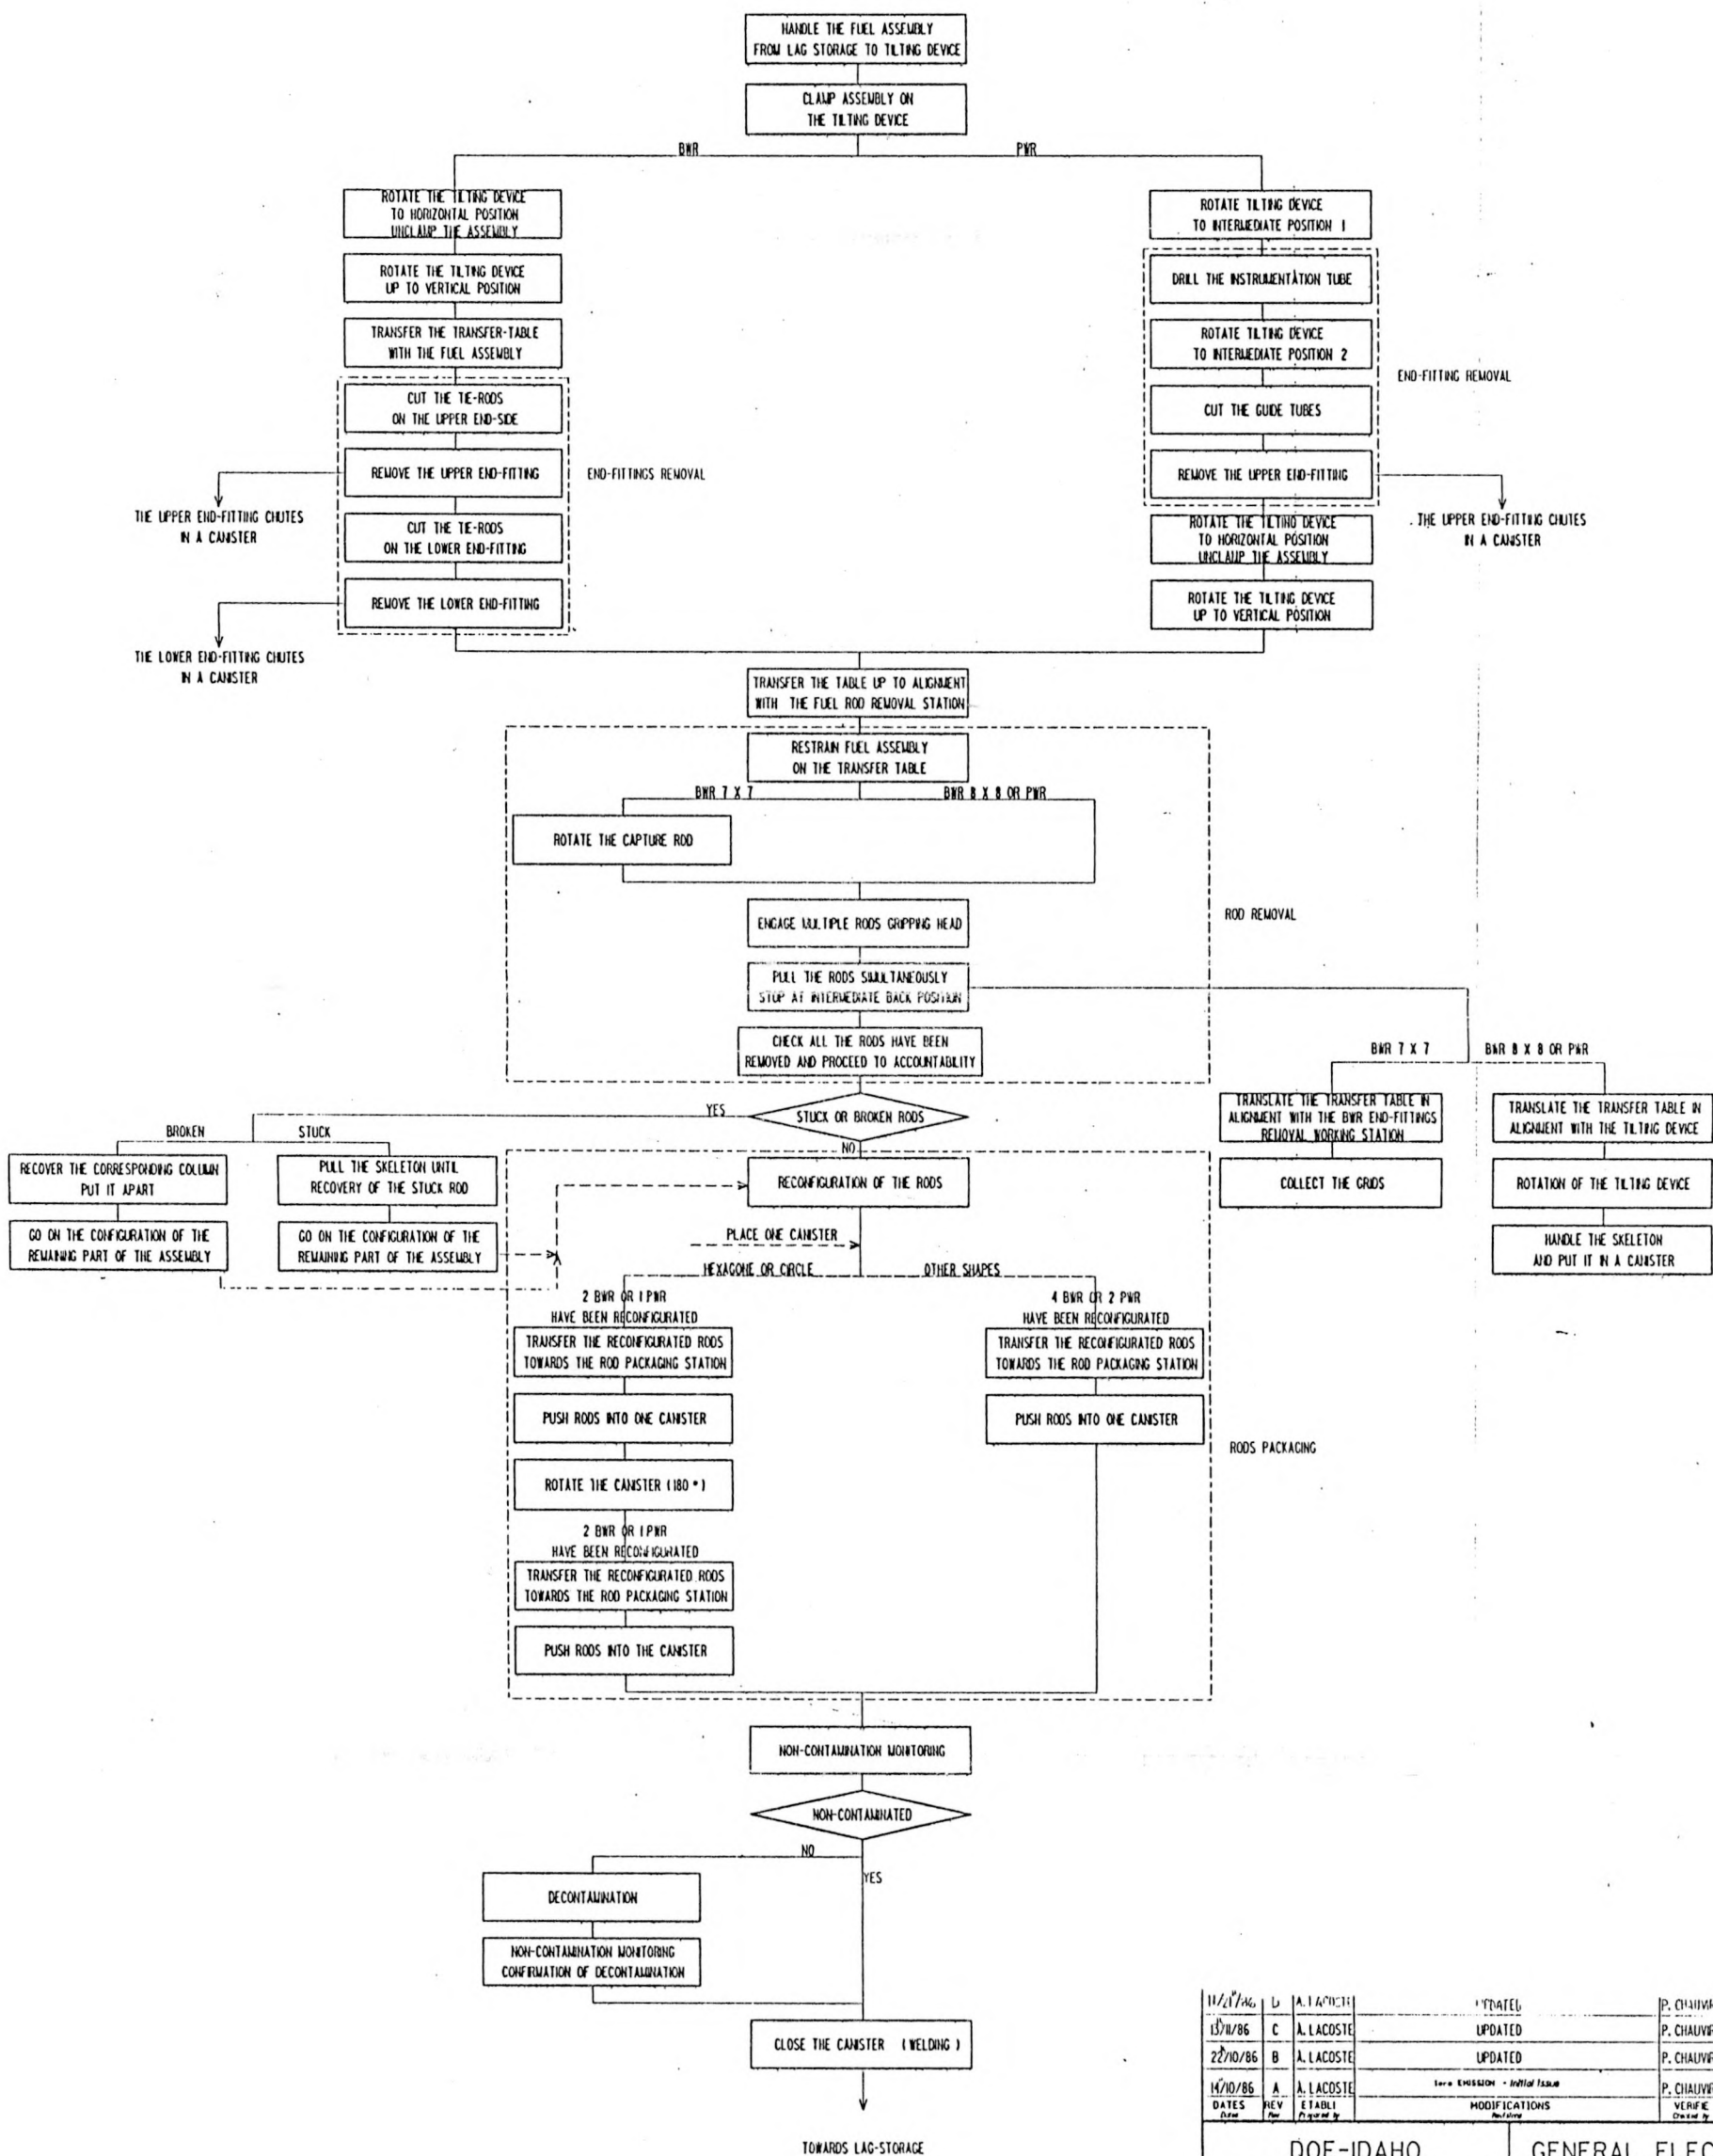 HANDLE THE FUEL ASSEMBLY
FROM LAG STORAGE TO TILTING DEVICE
CLAMP ASSEMBLY ON
THE TILTING DEVICE
BWR
PWR
ROTATE THE TILTING DEVICE
TO HORIZONTAL POSITION
UNCLAMP THE ASSEMBLY
ROTATE THE TILTING DEVICE
UP TO VERTICAL POSITION
TRANSFER THE TRANSFER-TABLE
WITH THE FUEL ASSEMBLY
CUT THE TIE-RODS
ON THE UPPER END-SIDE
REMOVE THE UPPER END-FITTING
END-FITTINGS REMOVAL
THE UPPER END-FITTING CHUTES
IN A CANISTER
CUT THE TIE-RODS
ON THE LOWER END-FITTING
REMOVE THE LOWER END-FITTING
THE LOWER END-FITTING CHUTES
IN A CANISTER
ROTATE TILTING DEVICE
TO INTERMEDIATE POSITION 1
DRILL THE INSTRUMENTATION TUBE
ROTATE TILTING DEVICE
TO INTERMEDIATE POSITION 2
END-FITTING REMOVAL
CUT THE GUIDE TUBES
REMOVE THE UPPER END-FITTING
THE UPPER END-FITTING CHUTES
IN A CANISTER
ROTATE THE TILTING DEVICE
TO HORIZONTAL POSITION
UNCLAMP THE ASSEMBLY
ROTATE THE TILTING DEVICE
UP TO VERTICAL POSITION
TRANSFER THE TABLE UP TO ALIGNMENT
WITH THE FUEL ROD REMOVAL STATION
RESTRAIN FUEL ASSEMBLY
ON THE TRANSFER TABLE
BWR 7 X 7
BWR 8 X 8 OR PWR
ROTATE THE CAPTURE ROD
ENGAGE MULTIPLE RODS GRIPPING HEAD
ROD REMOVAL
PULL THE RODS SIMULTANEOUSLY
STOP AT INTERMEDIATE BACK POSITION
CHECK ALL THE RODS HAVE BEEN
REMOVED AND PROCEED TO ACCOUNTABILITY
BWR 7 X 7
BWR 8 X 8 OR PWR
TRANSLATE THE TRANSFER TABLE IN
ALIGNMENT WITH THE BWR END-FITTINGS
REMOVAL WORKING STATION
COLLECT THE GRIDS
TRANSLATE THE TRANSFER TABLE IN
ALIGNMENT WITH THE TILTING DEVICE
ROTATION OF THE TILTING DEVICE
HANDLE THE SKELETON
AND PUT IT IN A CANISTER
STUCK OR BROKEN RODS
YES
BROKEN
STUCK
RECOVER THE CORRESPONDING COLUMN
PUT IT APART
GO ON THE CONFIGURATION OF THE
REMAINING PART OF THE ASSEMBLY
PULL THE SKELETON UNTIL
RECOVERY OF THE STUCK ROD
GO ON THE CONFIGURATION OF THE
REMAINING PART OF THE ASSEMBLY
NO
RECONFIGURATION OF THE RODS
PLACE ONE CANISTER
HEXAGONE OR CIRCLE
OTHER SHAPES
2 BWR OR 1 PWR
HAVE BEEN RECONFIGURATED
TRANSFER THE RECONFIGURATED RODS
TOWARDS THE ROD PACKAGING STATION
PUSH RODS INTO ONE CANISTER
ROTATE THE CANISTER (180 °)
2 BWR OR 1 PWR
HAVE BEEN RECONFIGURATED
TRANSFER THE RECONFIGURATED RODS
TOWARDS THE ROD PACKAGING STATION
PUSH RODS INTO THE CANISTER
4 BWR OR 2 PWR
HAVE BEEN RECONFIGURATED
TRANSFER THE RECONFIGURATED RODS
TOWARDS THE ROD PACKAGING STATION
PUSH RODS INTO ONE CANISTER
RODS PACKAGING
NON-CONTAMINATION MONITORING
NON-CONTAMINATED
NO
YES
DECONTAMINATION
NON-CONTAMINATION MONITORING
CONFIRMATION OF DECONTAMINATION
CLOSE THE CANISTER (WELDING)
TOWARDS LAG-STORAGE
D A. LACOSTE UPDATED P. CHAUVIR
13/11/86 C A. LACOSTE UPDATED P. CHAUVIR
22/10/86 B A. LACOSTE UPDATED P. CHAUVIR
14/10/86 A A. LACOSTE 1ere EMISSION - Initial Issue P. CHAUVIR
DATES REV ETABLI MODIFICATIONS VERIFIE
DOE-IDAHO GENERAL ELEC